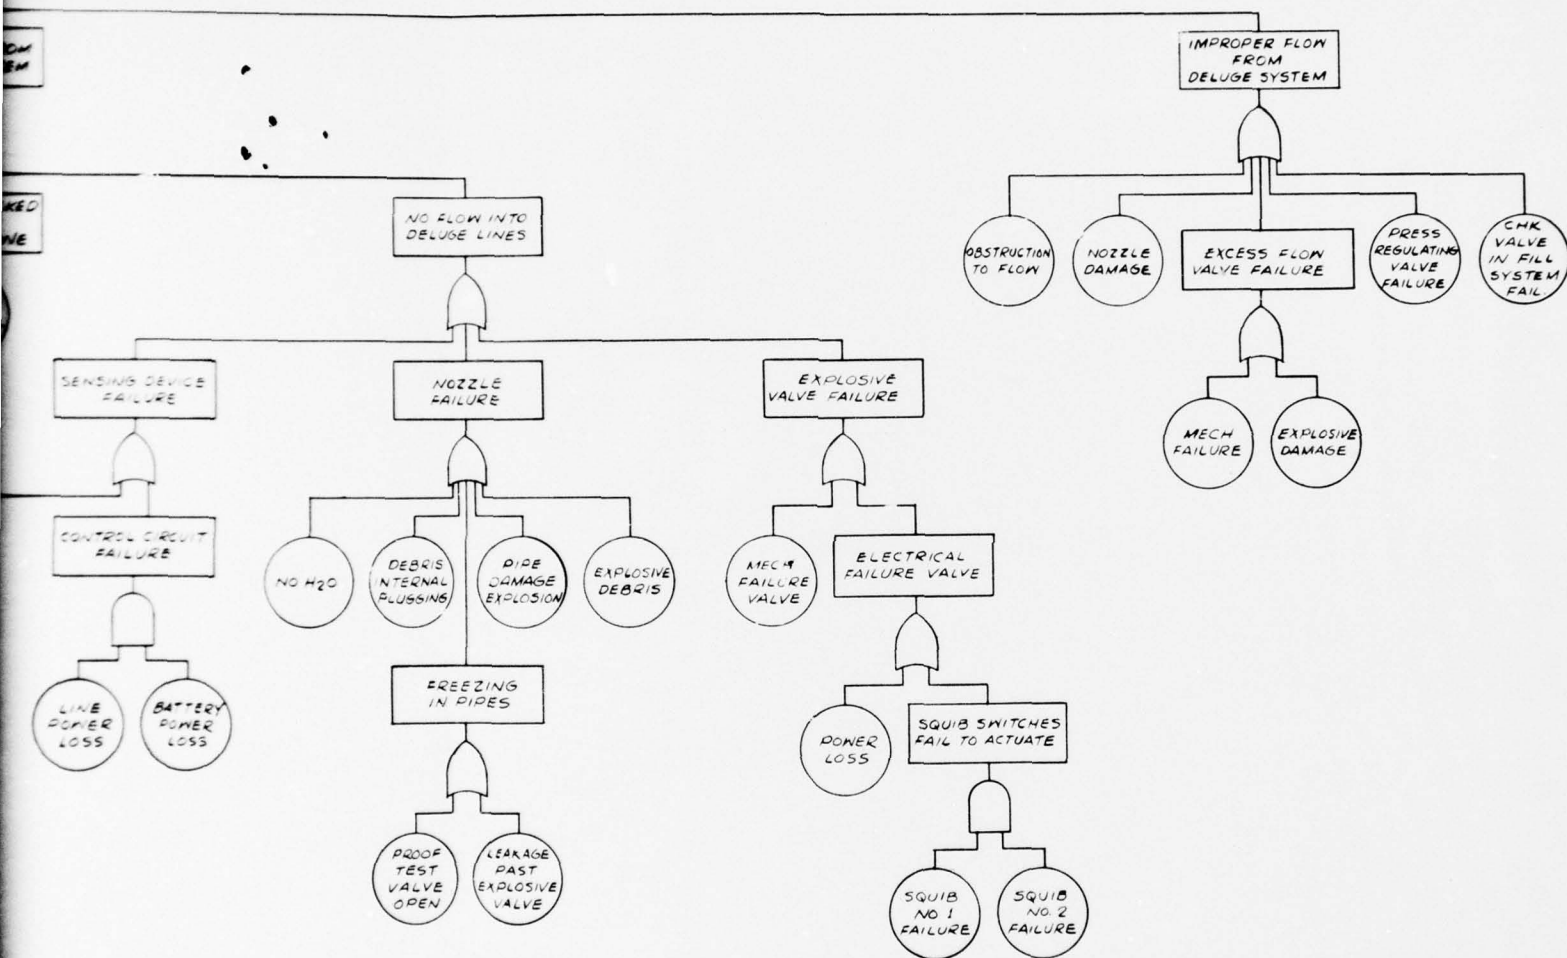 IMPROPER FLOW
FROM
DELUGE SYSTEM
NO FLOW INTO
DELUGE LINES
OBSTRUCTION
TO FLOW
NOZZLE
DAMAGE
EXCESS FLOW
VALVE FAILURE
PRESS
REGULATING
VALVE
FAILURE
CHK
VALVE
IN FILL
SYSTEM
FAIL.
SENSING DEVICE
FAILURE
NOZZLE
FAILURE
EXPLOSIVE
VALVE FAILURE
MECH
FAILURE
EXPLOSIVE
DAMAGE
CONTROL CIRCUIT
FAILURE
NO H2O
DEBRIS
INTERNAL
PLUGGING
PIPE
DAMAGE
EXPLOSION
EXPLOSIVE
DEBRIS
MECH
FAILURE
VALVE
ELECTRICAL
FAILURE VALVE
LINE
POWER
LOSS
BATTERY
POWER
LOSS
FREEZING
IN PIPES
POWER
LOSS
SQUIB SWITCHES
FAIL TO ACTUATE
PROOF
TEST
VALVE
OPEN
LEAKAGE
PAST
EXPLOSIVE
VALVE
SQUIB
NO 1
FAILURE
SQUIB
NO. 2
FAILURE